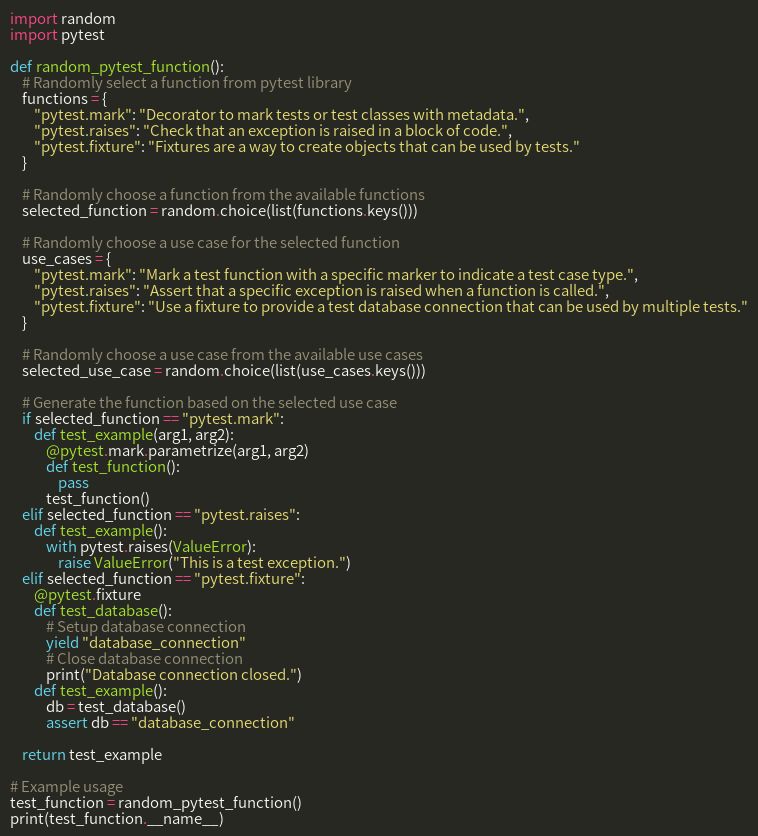 import random
import pytest

def random_pytest_function():
    # Randomly select a function from pytest library
    functions = {
        "pytest.mark": "Decorator to mark tests or test classes with metadata.",
        "pytest.raises": "Check that an exception is raised in a block of code.",
        "pytest.fixture": "Fixtures are a way to create objects that can be used by tests."
    }

    # Randomly choose a function from the available functions
    selected_function = random.choice(list(functions.keys()))

    # Randomly choose a use case for the selected function
    use_cases = {
        "pytest.mark": "Mark a test function with a specific marker to indicate a test case type.",
        "pytest.raises": "Assert that a specific exception is raised when a function is called.",
        "pytest.fixture": "Use a fixture to provide a test database connection that can be used by multiple tests."
    }

    # Randomly choose a use case from the available use cases
    selected_use_case = random.choice(list(use_cases.keys()))

    # Generate the function based on the selected use case
    if selected_function == "pytest.mark":
        def test_example(arg1, arg2):
            @pytest.mark.parametrize(arg1, arg2)
            def test_function():
                pass
            test_function()
    elif selected_function == "pytest.raises":
        def test_example():
            with pytest.raises(ValueError):
                raise ValueError("This is a test exception.")
    elif selected_function == "pytest.fixture":
        @pytest.fixture
        def test_database():
            # Setup database connection
            yield "database_connection"
            # Close database connection
            print("Database connection closed.")
        def test_example():
            db = test_database()
            assert db == "database_connection"

    return test_example

# Example usage
test_function = random_pytest_function()
print(test_function.__name__)